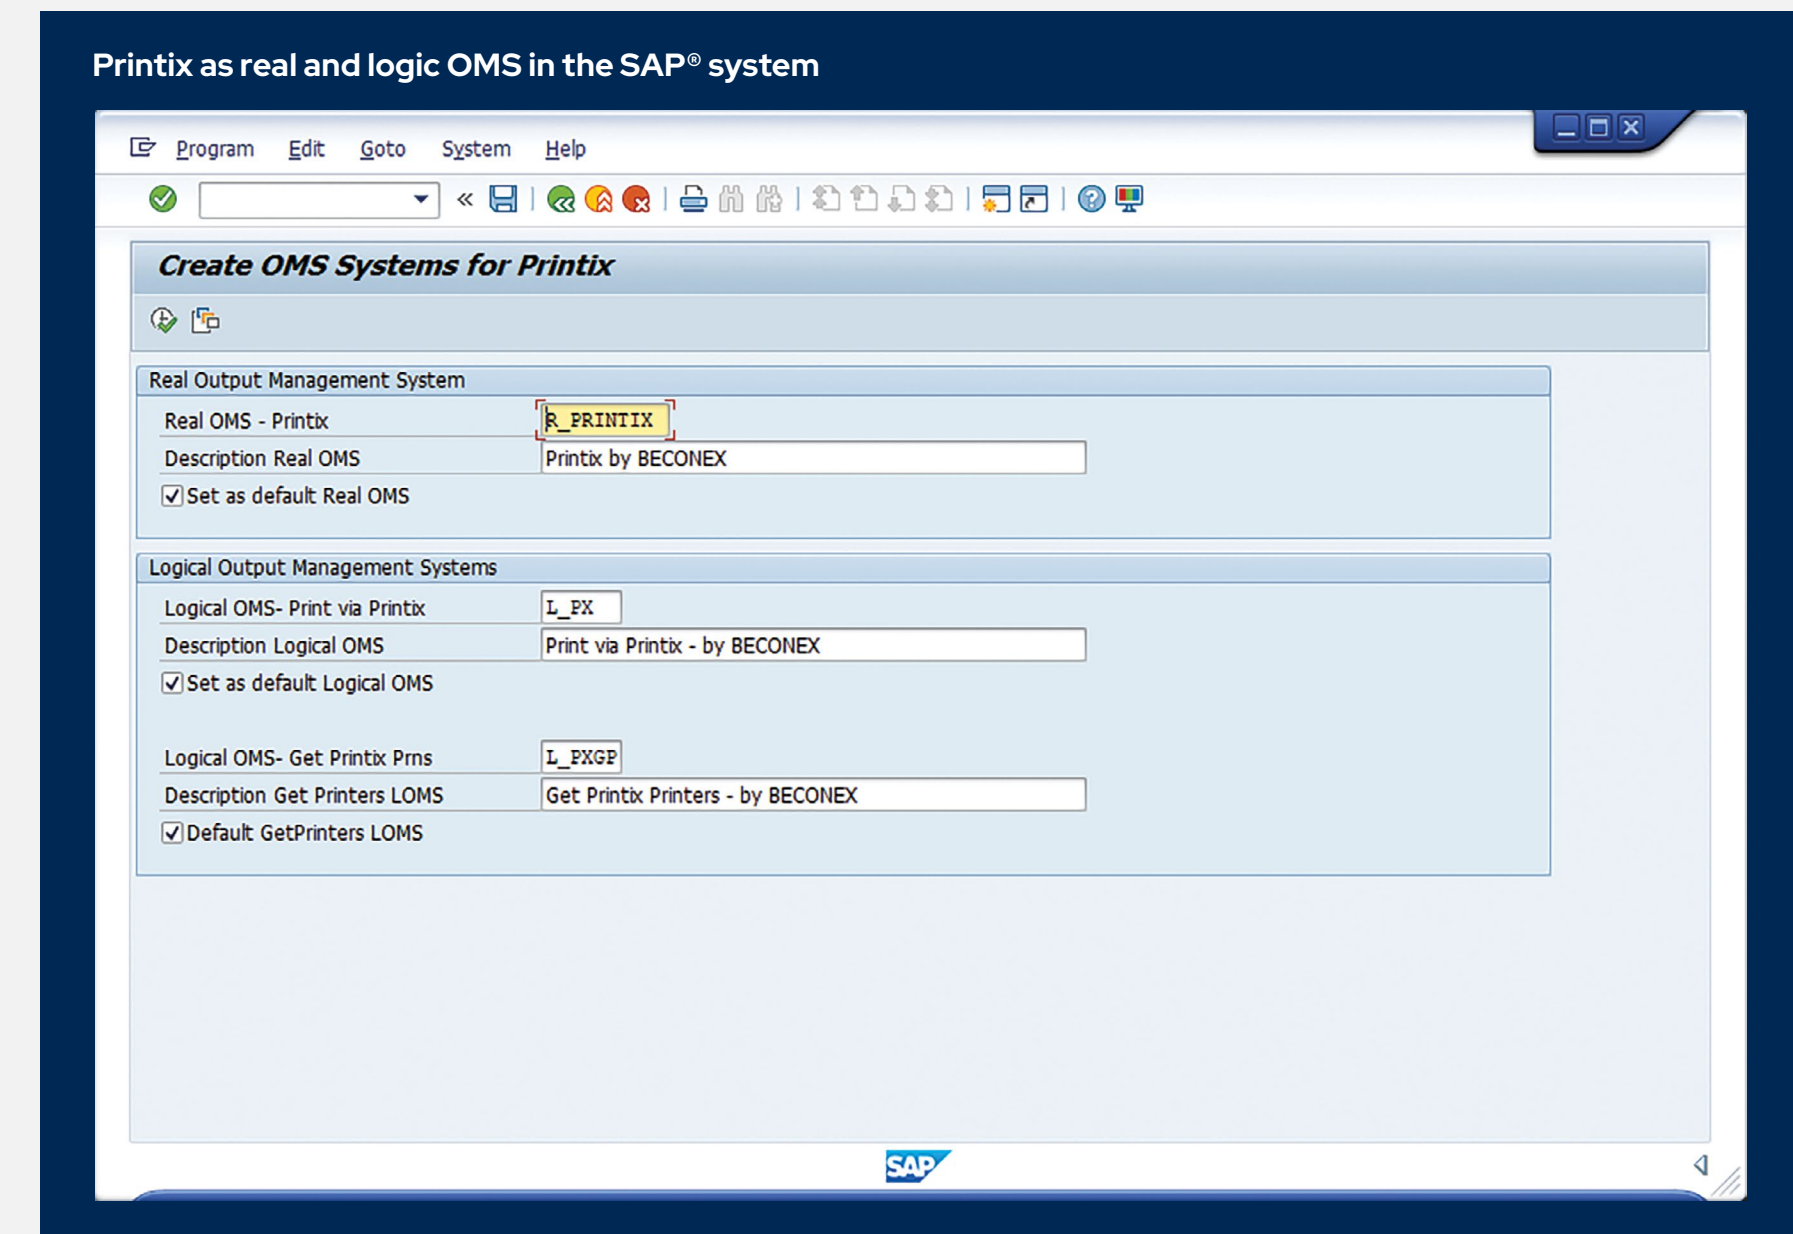 Printix as real and logic OMS in the SAP® system
Program Edit Goto System Help
Create OMS Systems for Printix
Real Output Management System
Real OMS - Printix R_PRINTIX
Description Real OMS Printix by BECONEX
Set as default Real OMS
Logical Output Management Systems
Logical OMS- Print via Printix L_PX
Description Logical OMS Print via Printix - by BECONEX
Set as default Logical OMS
Logical OMS- Get Printix Prns L_PXGP
Description Get Printers LOMS Get Printix Printers - by BECONEX
Default GetPrinters LOMS
SAP